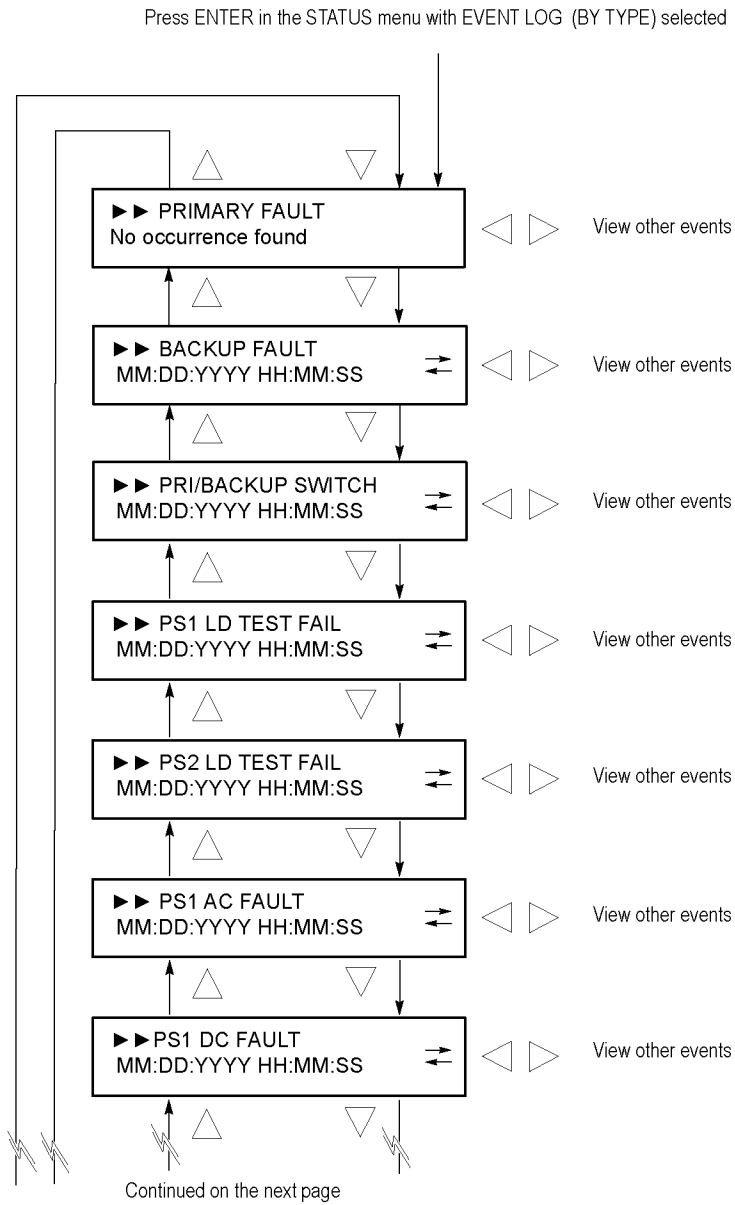 Press ENTER in the STATUS menu with EVENT LOG (BY TYPE) selected
►► PRIMARY FAULT
No occurrence found
View other events
►► BACKUP FAULT
MM:DD:YYYY HH:MM:SS
View other events
►► PRI/BACKUP SWITCH
MM:DD:YYYY HH:MM:SS
View other events
►► PS1 LD TEST FAIL
MM:DD:YYYY HH:MM:SS
View other events
►► PS2 LD TEST FAIL
MM:DD:YYYY HH:MM:SS
View other events
►► PS1 AC FAULT
MM:DD:YYYY HH:MM:SS
View other events
►►PS1 DC FAULT
MM:DD:YYYY HH:MM:SS
View other events
Continued on the next page